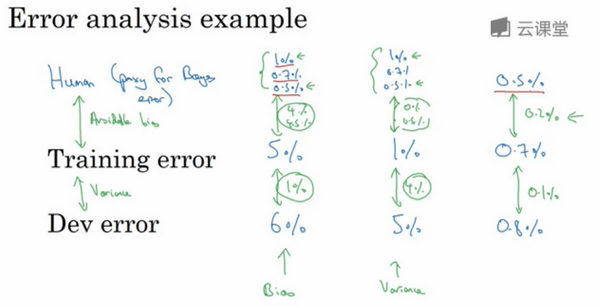 Error analysis example
云课堂
Human (proxy for Bayes error)
1%
0.7%
0.5%
1%
0.7%
0.5%
0.5%
Avoidable bias
4%
4.5%
0%
0.5%
0.2%
Training error
5%
1%
0.7%
Variance
1%
4%
0.1%
Dev error
6%
5%
0.8%
Bias
Variance